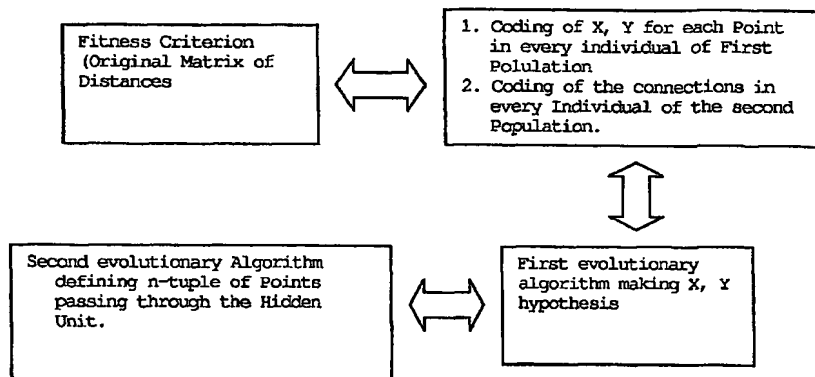 Fitness Criterion
(Original Matrix of
Distances
1. Coding of X, Y for each Point
in every individual of First
Polulation
2. Coding of the connections in
every Individual of the second
Population.
Second evolutionary Algorithm
defining n-tuple of Points
passing through the Hidden
Unit.
First evolutionary
algorithm making X, Y
hypothesis